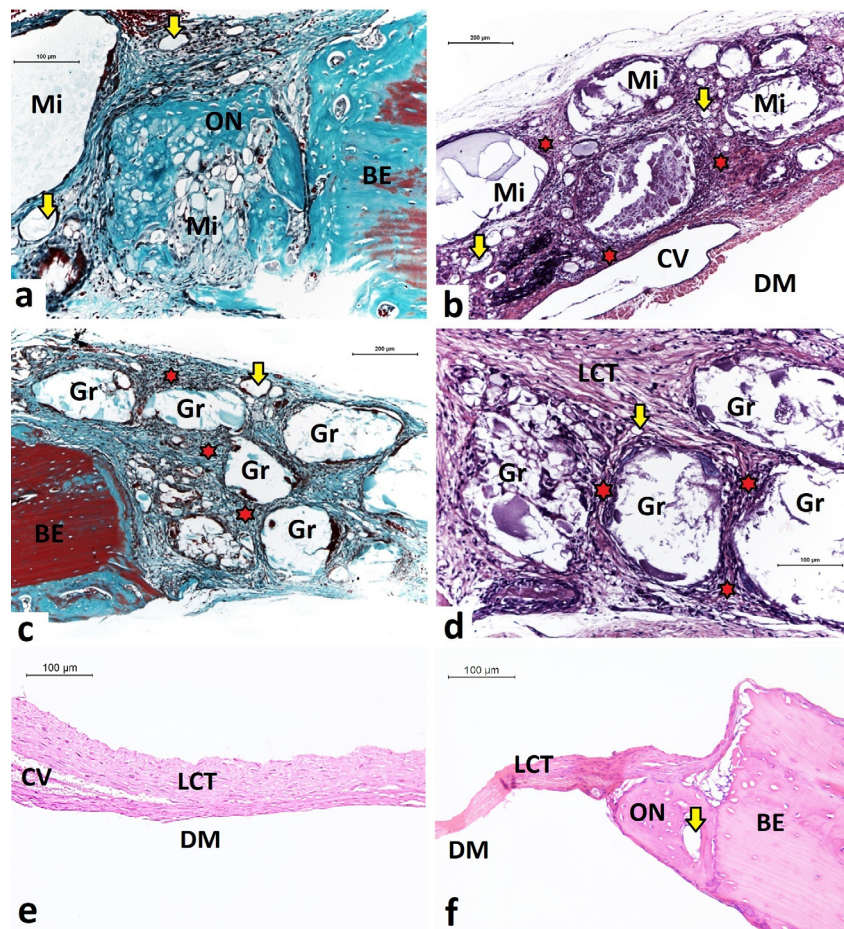 100 µm
Mi
ON
BE
Mi
a
200 µm
Mi
Mi
Mi
CV
DM
b
200 µm
Gr
Gr
Gr
Gr
BE
Gr
c
LCT
Gr
Gr
Gr
Gr
100 µm
d
100 µm
CV
LCT
DM
e
100 µm
LCT
ON
BE
DM
f